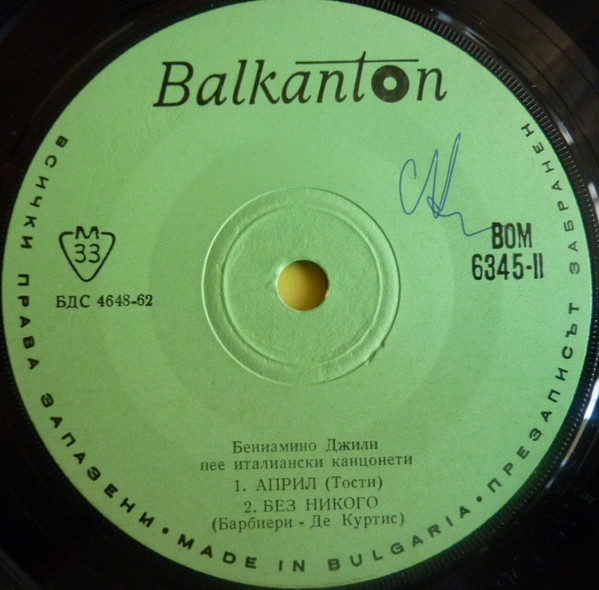 Balkanton
ВСИЧКИ ПРАВА ЗАПАЗЕНИ • MADE IN BULGARIA • ПРЕЗАПИСЪТ ЗАБРАНЕН
М
33
БДС 4648-62
ВОМ
6345-II
Бениамино Джили
пее италиански канцонети
1. АПРИЛ (Тости)
2. БЕЗ НИКОГО
(Барбиери - Де Куртис)